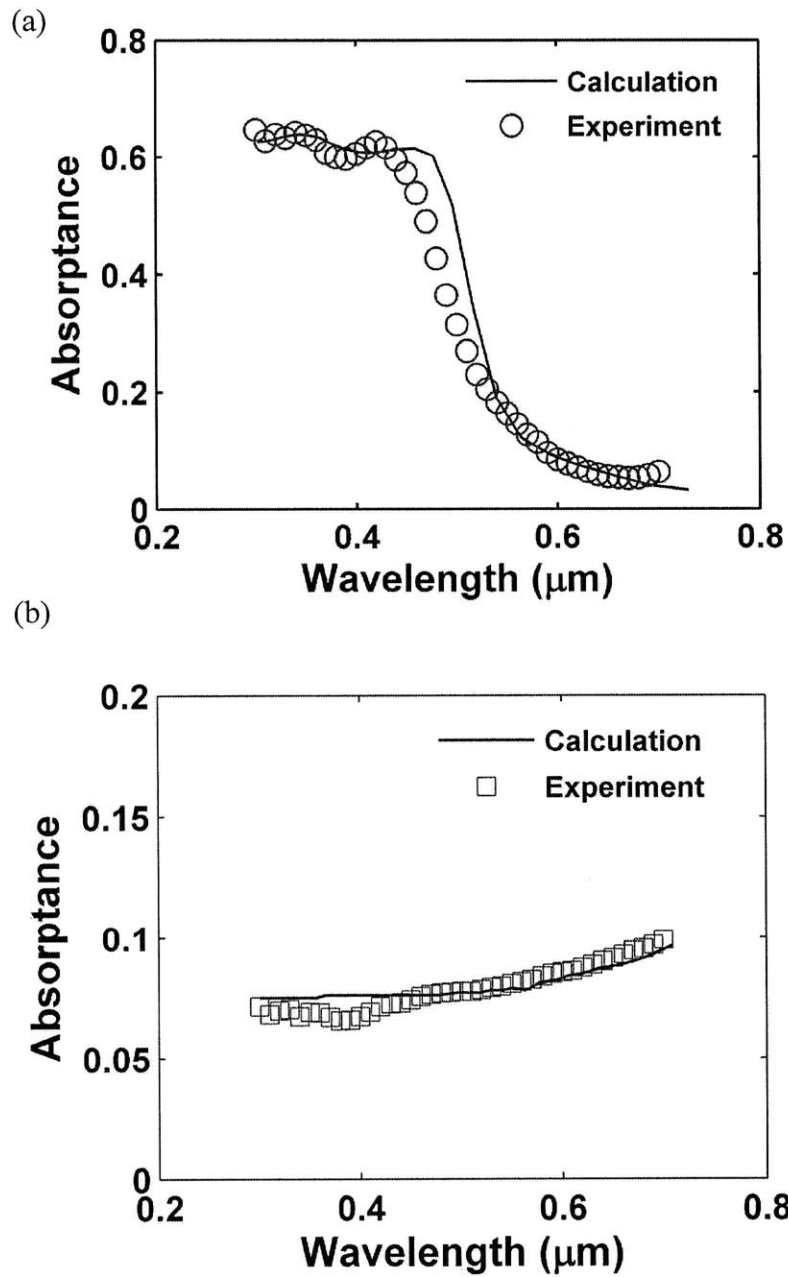 (a)
0.8
0.6
0.4
0.2
0
Absorptance
Calculation
Experiment
0.2 0.4 0.6 0.8
Wavelength (μm)
(b)
0.2
0.15
0.1
0.05
0
Absorptance
Calculation
Experiment
0.2 0.4 0.6 0.8
Wavelength (μm)